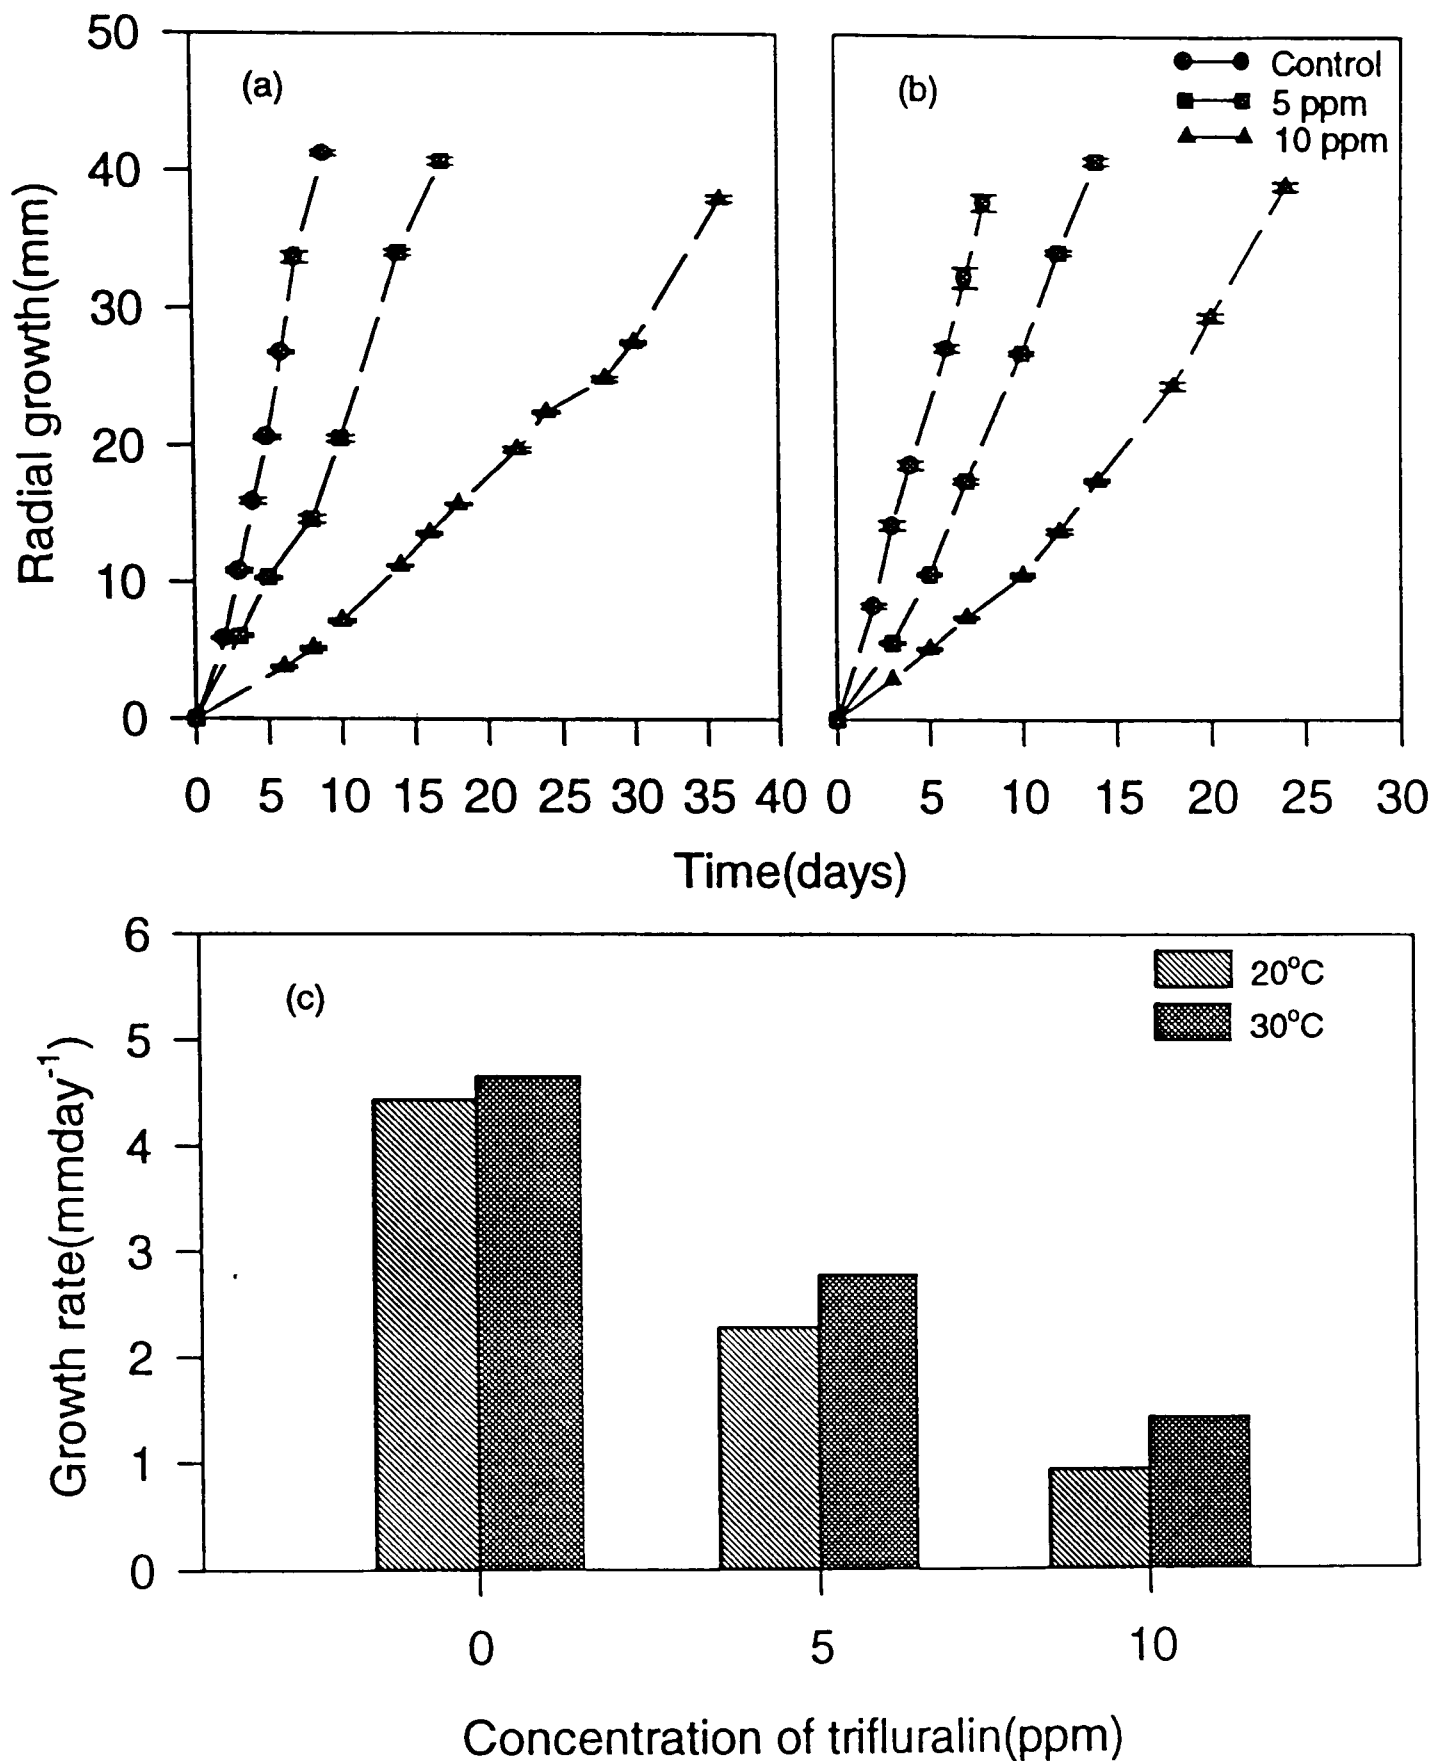 50
40
30
20
10
0
Radial growth(mm)
(a)
(b)
Control
5 ppm
10 ppm
0 5 10 15 20 25 30 35 40
0 5 10 15 20 25 30
Time(days)
6
5
4
3
2
1
0
Growth rate(mmday⁻¹)
(c)
20°C
30°C
0 5 10
Concentration of trifluralin(ppm)